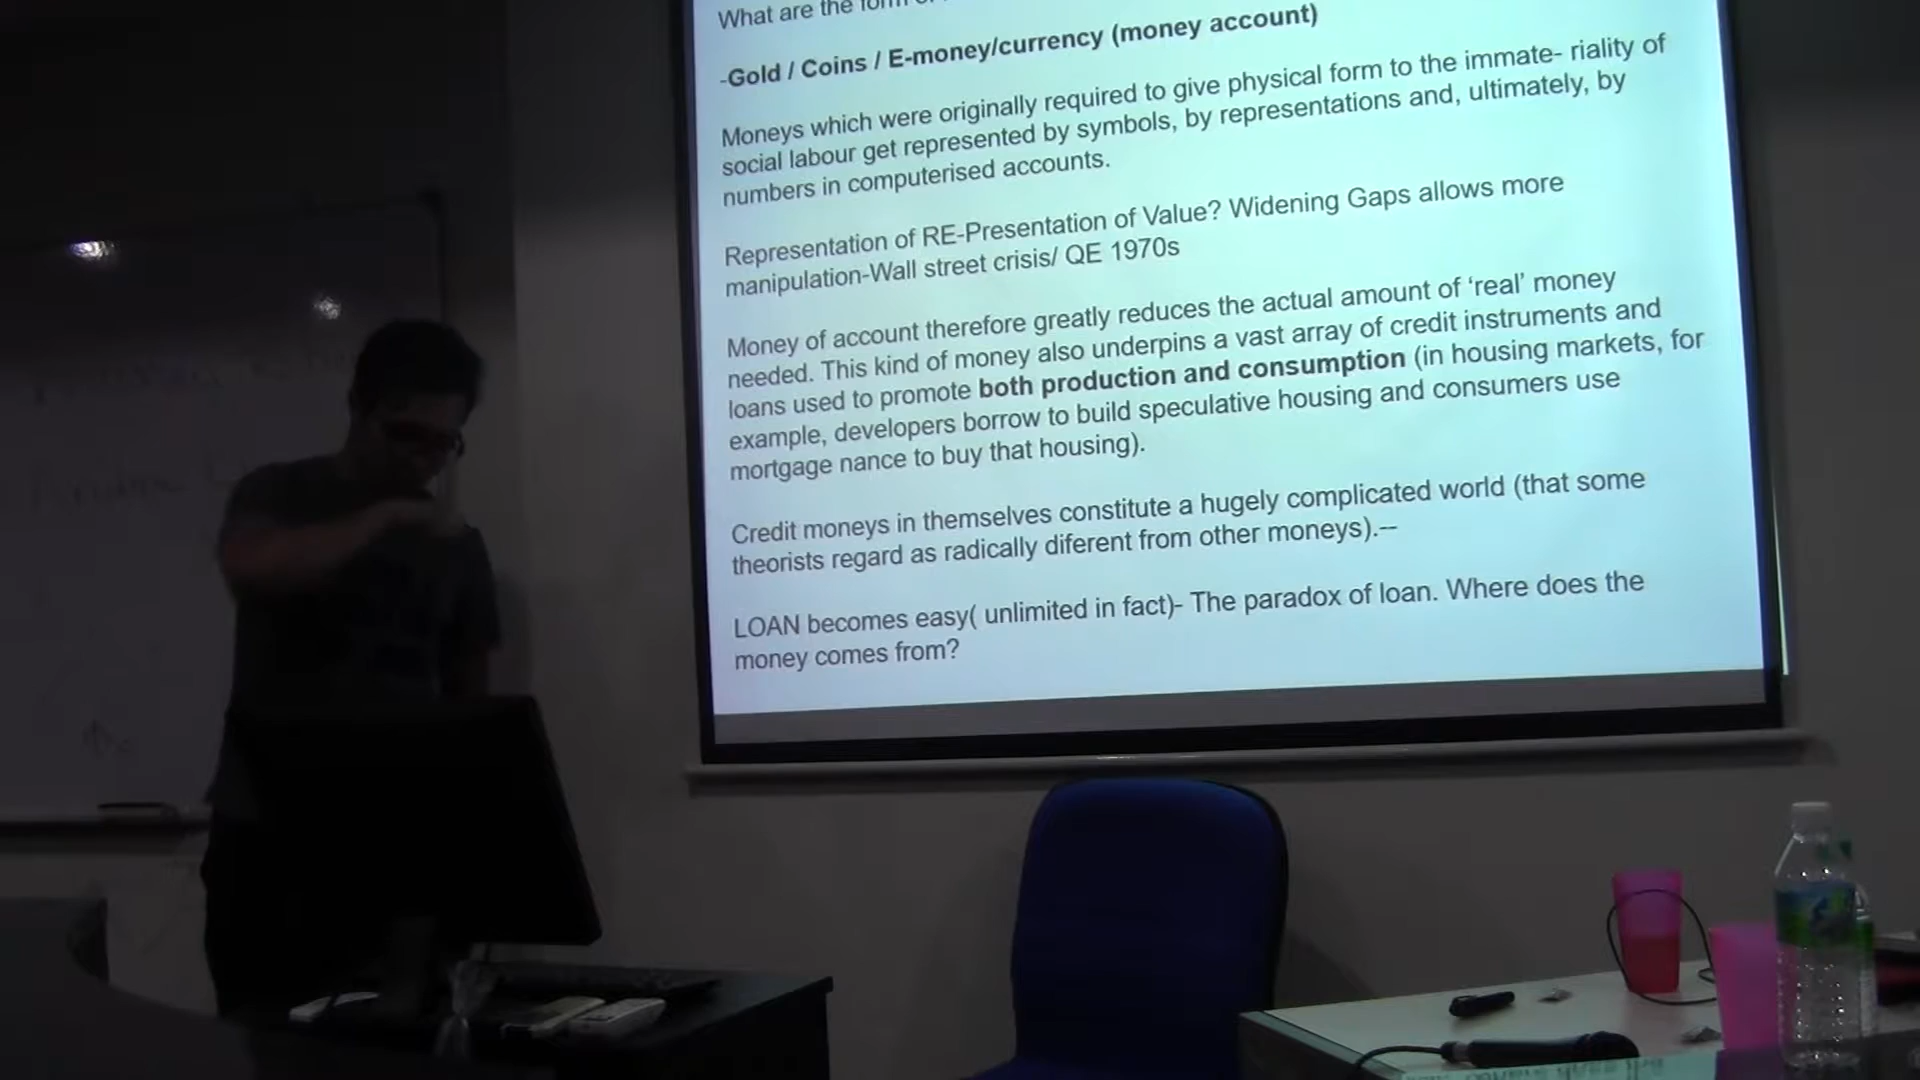 What are the form of
-Gold / Coins / E-money/currency (money account)
Moneys which were originally required to give physical form to the immate- riality of
social labour get represented by symbols, by representations and, ultimately, by
numbers in computerised accounts.
Representation of RE-Presentation of Value? Widening Gaps allows more
manipulation-Wall street crisis/ QE 1970s
Money of account therefore greatly reduces the actual amount of ‘real’ money
needed. This kind of money also underpins a vast array of credit instruments and
loans used to promote both production and consumption (in housing markets, for
example, developers borrow to build speculative housing and consumers use
mortgage nance to buy that housing).
Credit moneys in themselves constitute a hugely complicated world (that some
theorists regard as radically diferent from other moneys).--
LOAN becomes easy( unlimited in fact)- The paradox of loan. Where does the
money comes from?